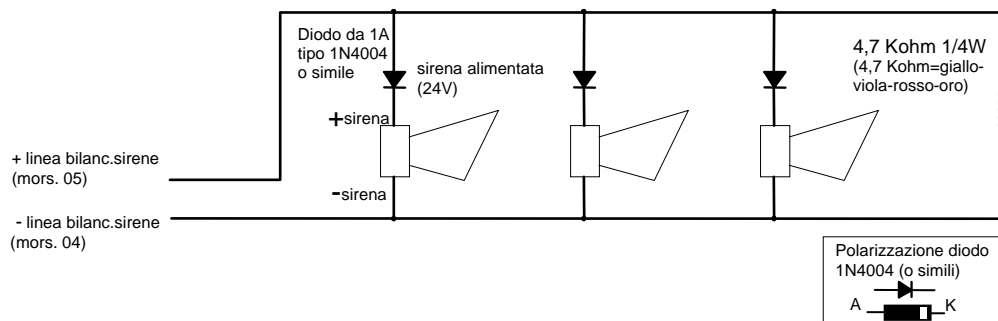 Diodo da 1A
tipo 1N4004
o simile
sirena alimentata
(24V)
4,7 Kohm 1/4W
(4,7 Kohm=giallo-
viola-rosso-oro)
+sirena
-sirena
+ linea bilanc.sirene
(mors. 05)
- linea bilanc.sirene
(mors. 04)
Polarizzazione diodo
1N4004 (o simili)
A K